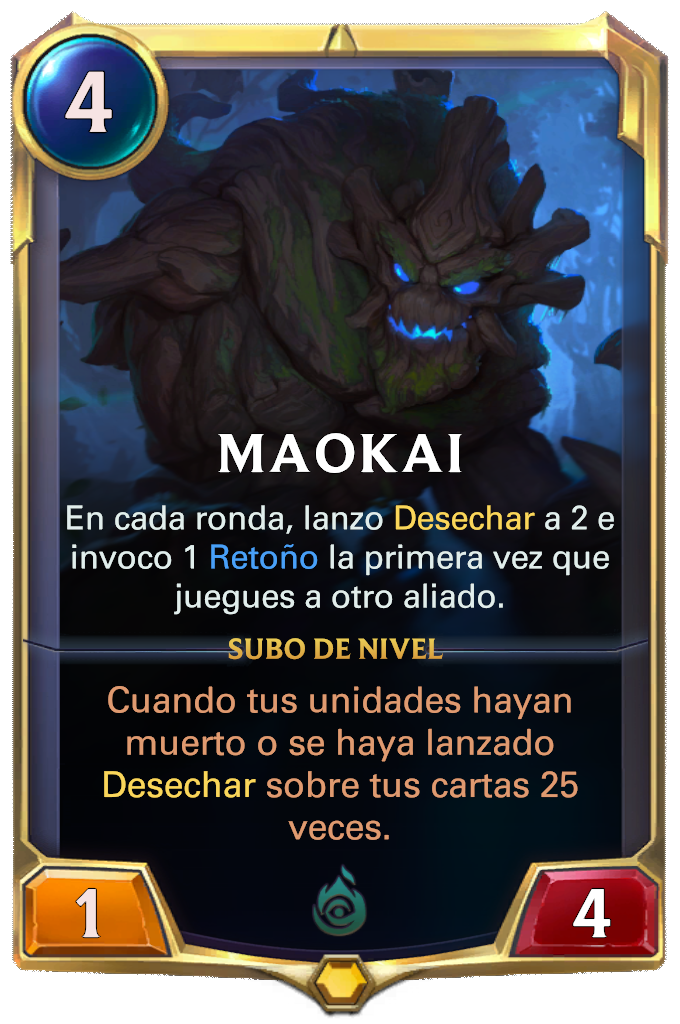 4
MAOKAI
En cada ronda, lanzo Desechar a 2 e
invoco 1 Retoño la primera vez que
juegues a otro aliado.
SUBO DE NIVEL
Cuando tus unidades hayan
muerto o se haya lanzado
Desechar sobre tus cartas 25
veces.
1
4